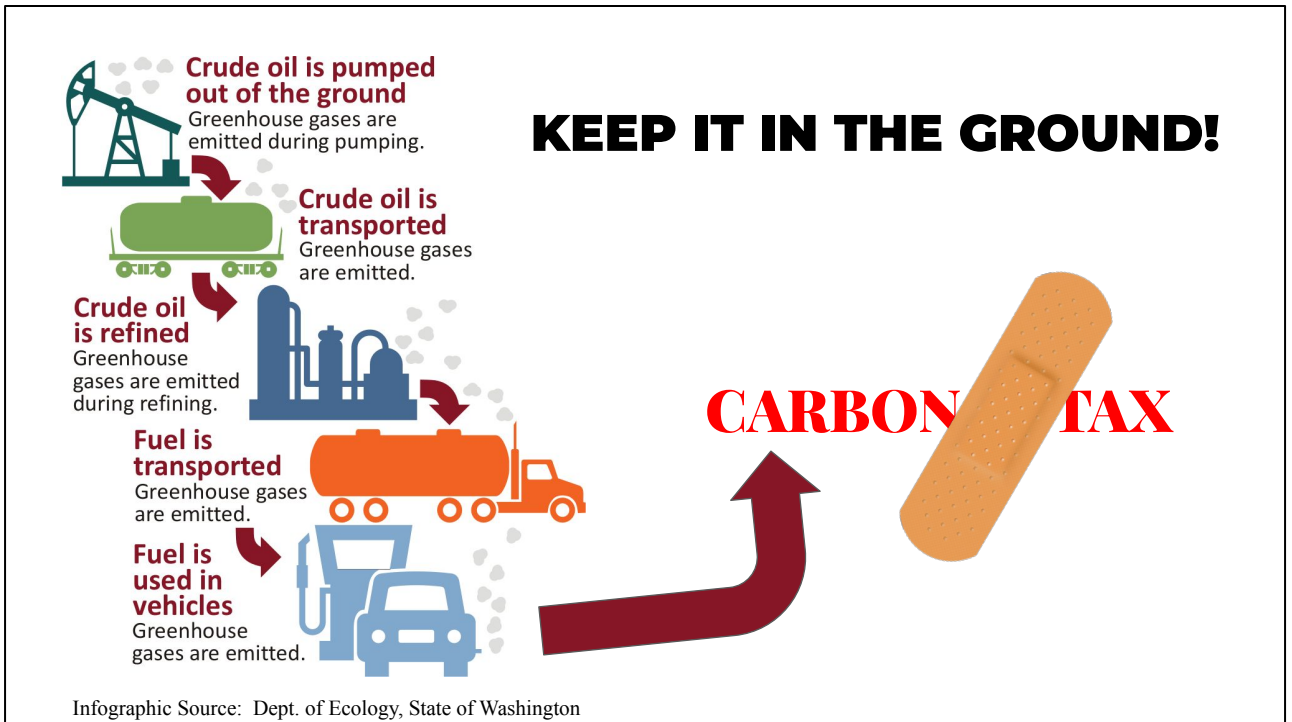 Crude oil is pumped
out of the ground
Greenhouse gases are
emitted during pumping.
KEEP IT IN THE GROUND!
Crude oil is
transported
Greenhouse gases
are emitted.
Crude oil
is refined
Greenhouse
gases are emitted
during refining.
CARBON TAX
Fuel is
transported
Greenhouse gases
are emitted.
Fuel is
used in
vehicles
Greenhouse
gases are emitted.
Infographic Source:  Dept. of Ecology, State of Washington